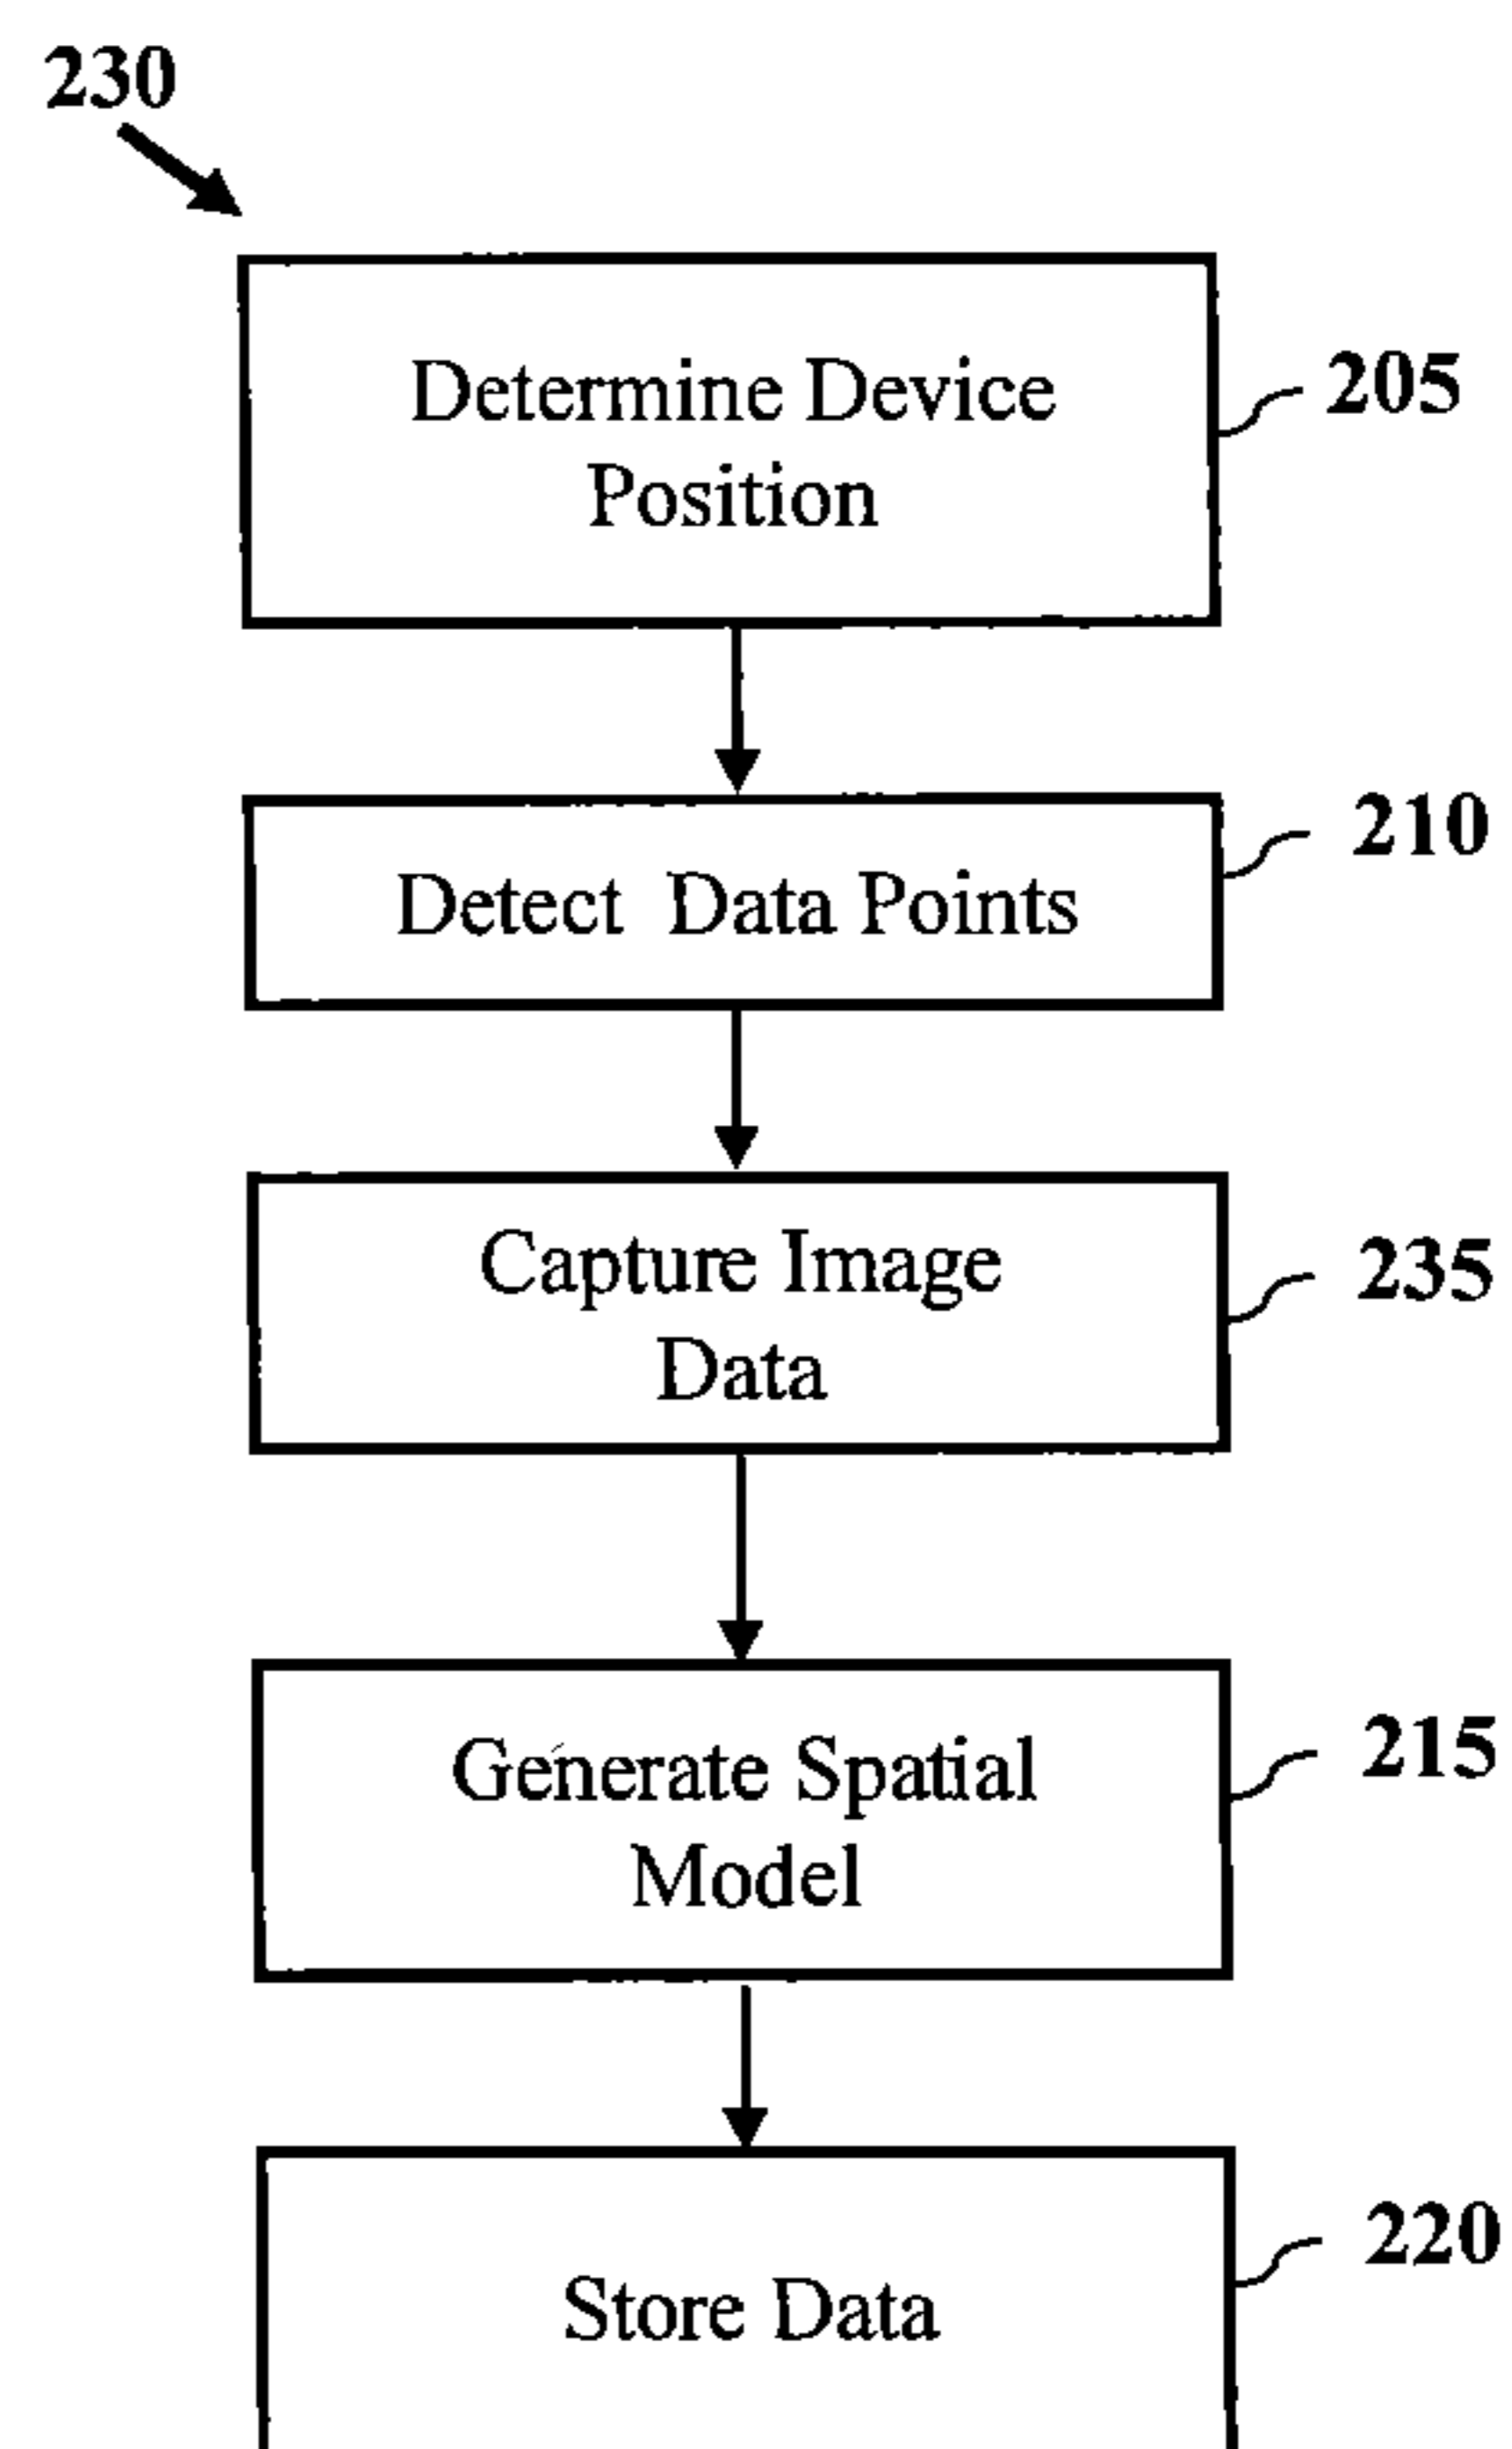 230
Determine Device
Position
205
Detect Data Points
210
Capture Image
Data
235
Generate Spatial
Model
215
Store Data
220